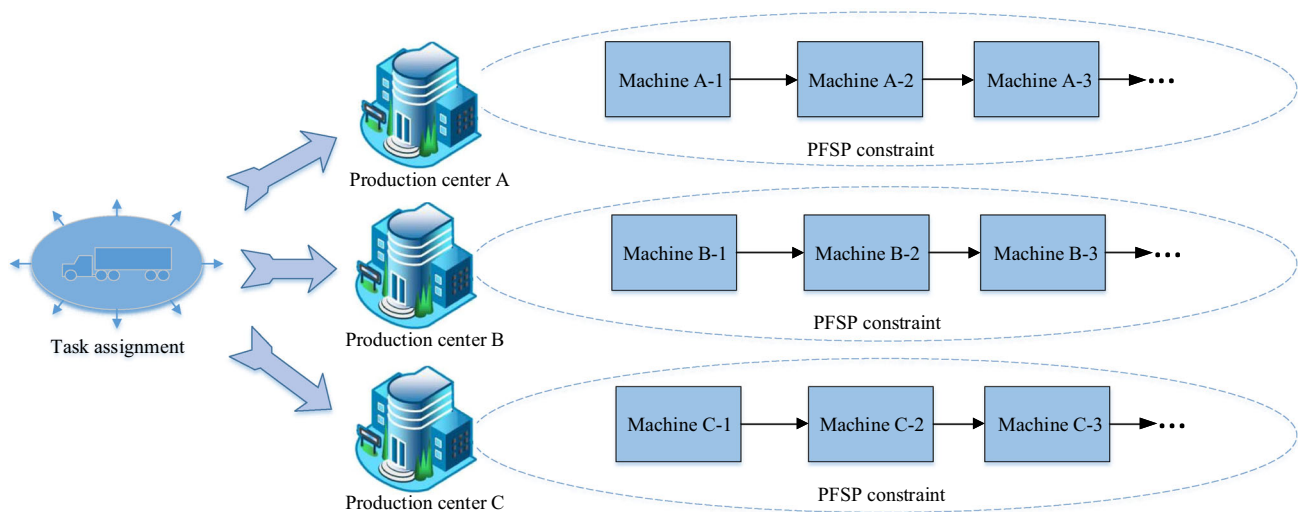 Machine A-1
Machine A-2
Machine A-3
...
PFSP constraint
Production center A
Machine B-1
Machine B-2
Machine B-3
...
PFSP constraint
Production center B
Task assignment
Machine C-1
Machine C-2
Machine C-3
...
PFSP constraint
Production center C